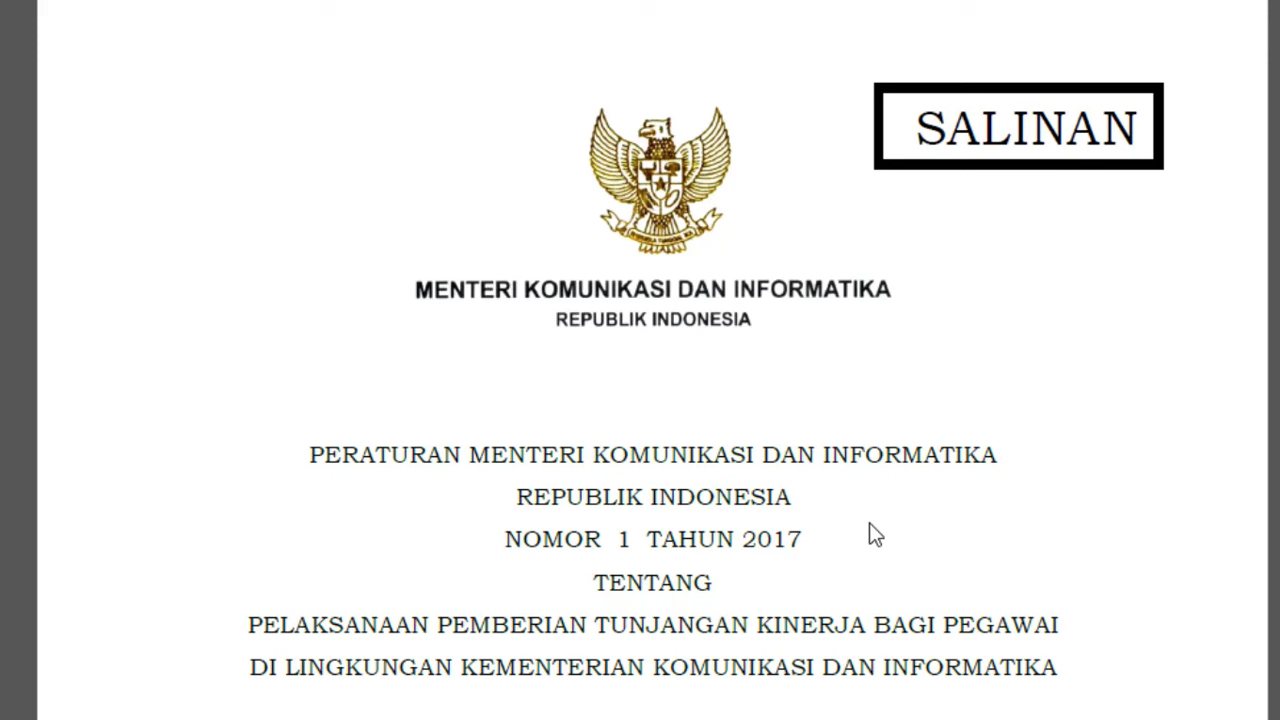 SALINAN
MENTERI KOMUNIKASI DAN INFORMATIKA
REPUBLIK INDONESIA
PERATURAN MENTERI KOMUNIKASI DAN INFORMATIKA
REPUBLIK INDONESIA
NOMOR 1 TAHUN 2017
TENTANG
PELAKSANAAN PEMBERIAN TUNJANGAN KINERJA BAGI PEGAWAI
DI LINGKUNGAN KEMENTERIAN KOMUNIKASI DAN INFORMATIKA